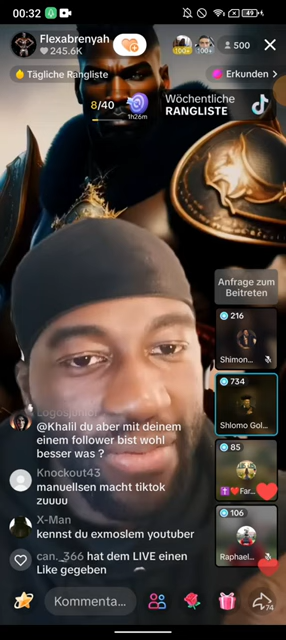 00:32
49
Flexabrenyah
245.6K
100+
100+
500
Tägliche Rangliste
Erkunden >
8/40
1h26m
Wöchentliche
RANGLISTE
Anfrage zum
Beitreten
216
Shimon...
734
Shlomo Gol...
85
Far...
106
Raphael...
@Khalil du aber mit deinem
einem follower bist wohl
besser was ?
Knockout43
manuellsen macht tiktok
zuuuu
X-Man
kennst du exmoslem youtuber
can._366 hat dem LIVE einen
Like gegeben
Kommenta...
74